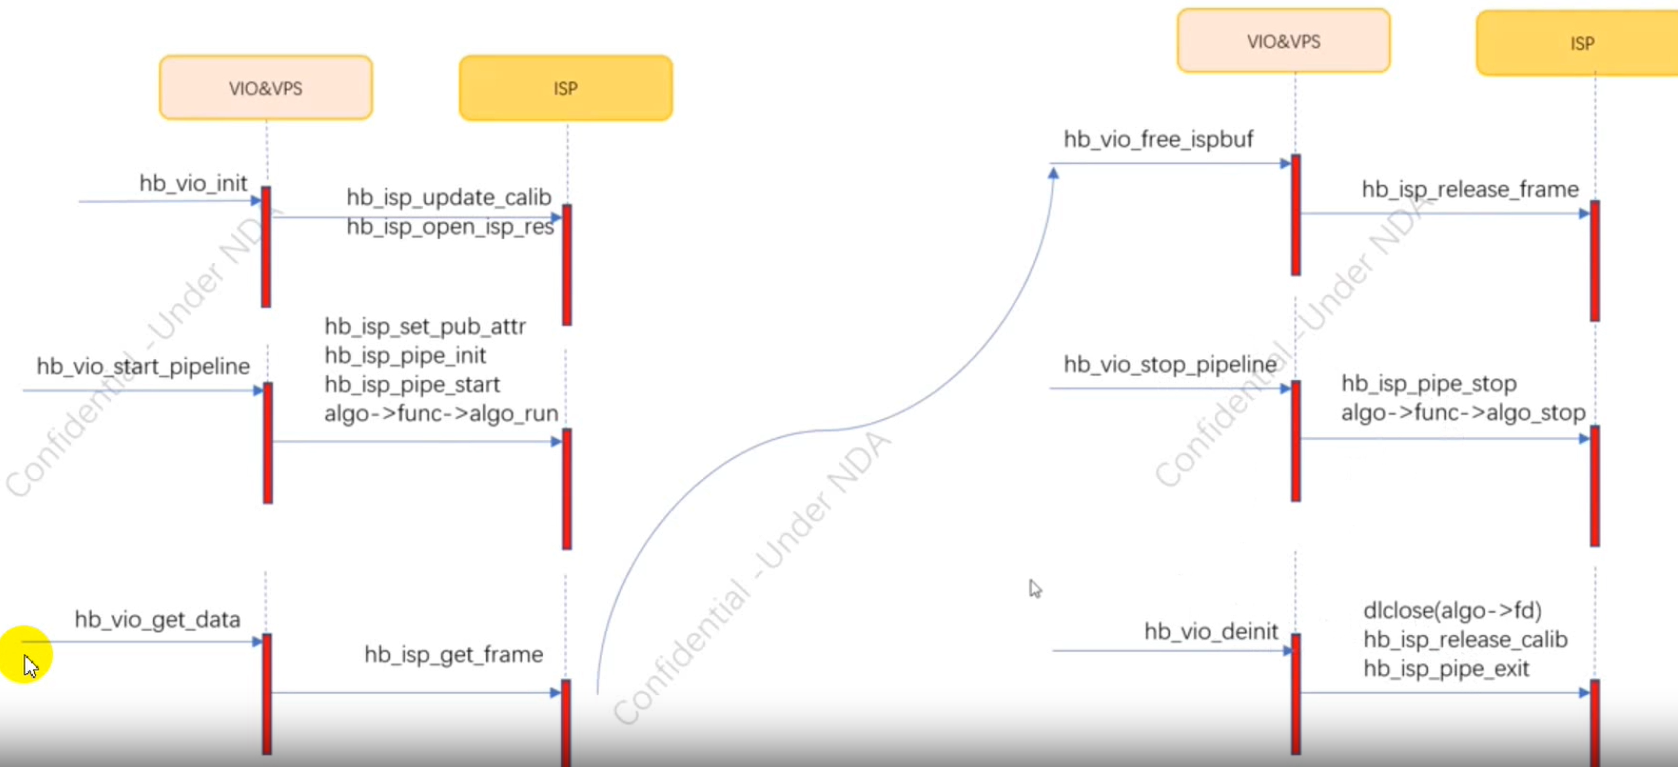 VIO&VPS
ISP
hb_vio_init
hb_isp_update_calib
hb_isp_open_isp_res
hb_isp_set_pub_attr
hb_isp_pipe_init
hb_vio_start_pipeline
hb_isp_pipe_start
algo->func->algo_run
hb_vio_get_data
hb_isp_get_frame
VIO&VPS
ISP
hb_vio_free_ispbuf
hb_isp_release_frame
hb_vio_stop_pipeline
hb_isp_pipe_stop
algo->func->algo_stop
hb_vio_deinit
dlclose(algo->fd)
hb_isp_release_calib
hb_isp_pipe_exit
Confidential -Under NDA
Confidential -Under NDA
Confidential -Under NDA